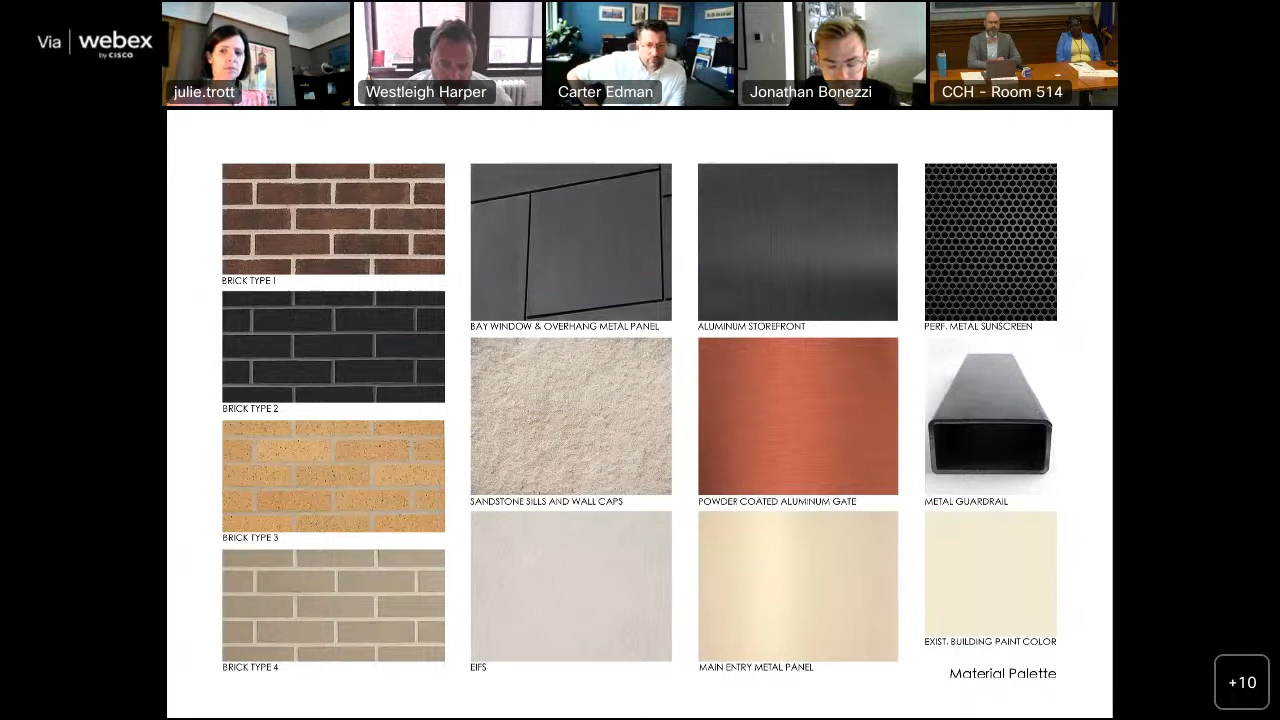 Via webex
by CISCO
julie.trott
Westleigh Harper
Carter Edman
Jonathan Bonezzi
CCH - Room 514
BRICK TYPE 1
BAY WINDOW & OVERHANG METAL PANEL
ALUMINUM STOREFRONT
PERF. METAL SUNSCREEN
BRICK TYPE 2
SANDSTONE SILLS AND WALL CAPS
POWDER COATED ALUMINUM GATE
METAL GUARDRAIL
BRICK TYPE 3
EXIST. BUILDING PAINT COLOR
BRICK TYPE 4
EIFS
MAIN ENTRY METAL PANEL
Material Palette
+10